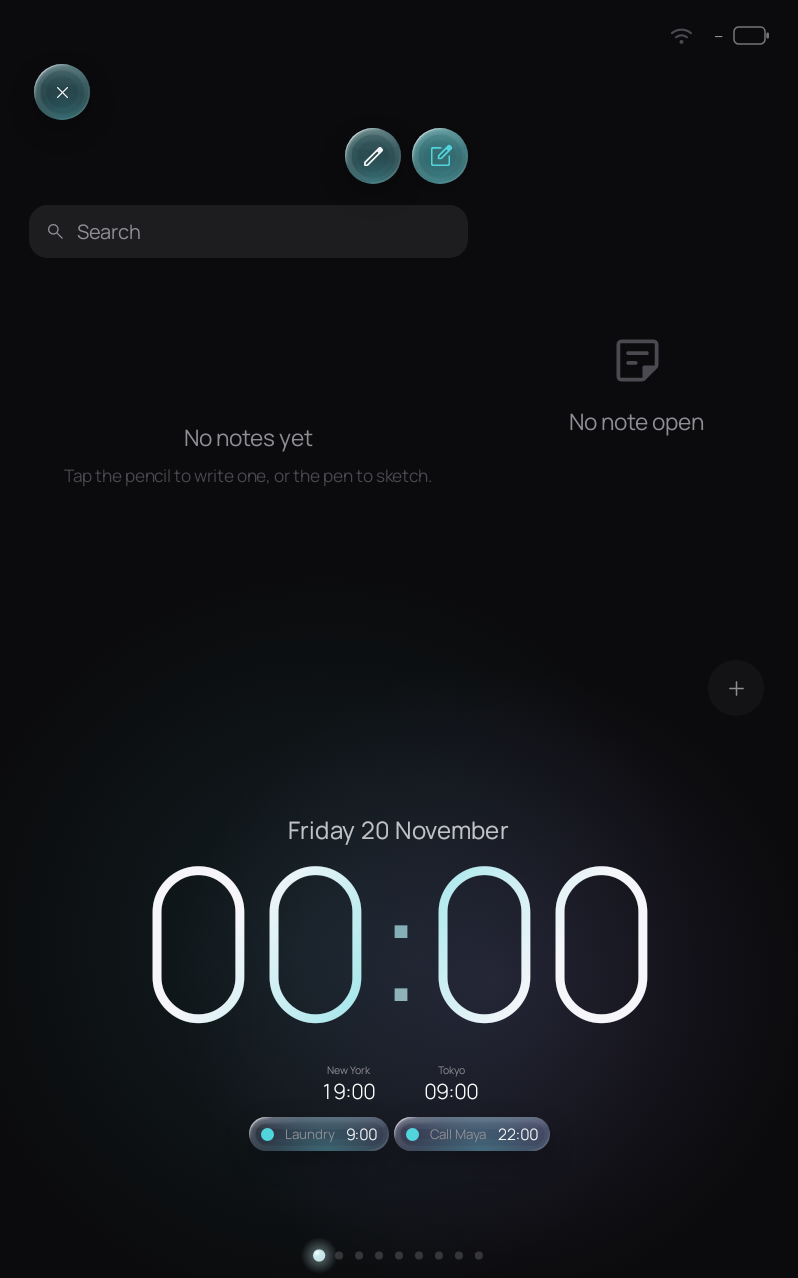 –
Search
No note open
No notes yet
Tap the pencil to write one, or the pen to sketch.
Friday 20 November
00:00
New York Tokyo
19:00 09:00
Laundry 9:00 Call Maya 22:00